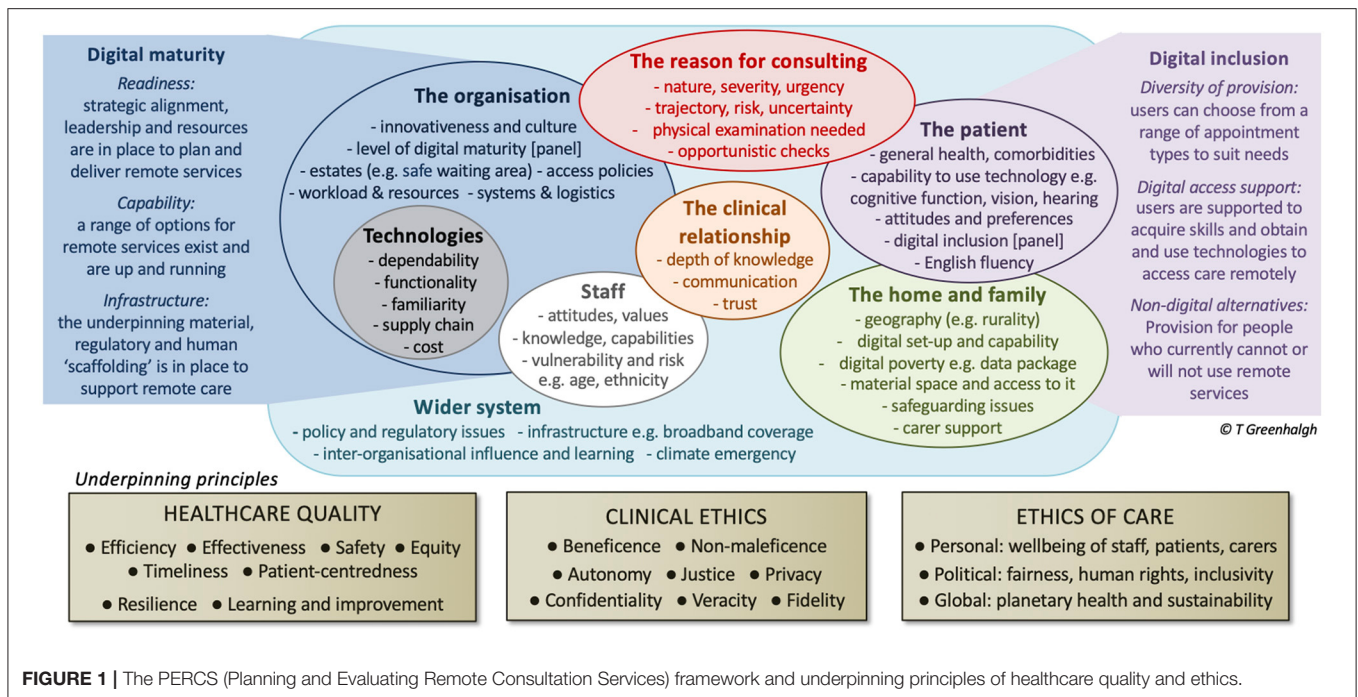 Digital maturity
Readiness:
strategic alignment,
leadership and resources
are in place to plan and
deliver remote services
Capability:
a range of options for
remote services exist and
are up and running
Infrastructure:
the underpinning material,
regulatory and human
‘scaffolding’ is in place to
support remote care
The organisation
- innovativeness and culture
- level of digital maturity [panel]
- estates (e.g. safe waiting area) - access policies
- workload & resources - systems & logistics
Technologies
- dependability
- functionality
- familiarity
- supply chain
- cost
The reason for consulting
- nature, severity, urgency
- trajectory, risk, uncertainty
- physical examination needed
- opportunistic checks
The clinical
relationship
- depth of knowledge
- communication
- trust
Staff
- attitudes, values
- knowledge, capabilities
- vulnerability and risk
e.g. age, ethnicity
The patient
- general health, comorbidities
- capability to use technology e.g.
cognitive function, vision, hearing
- attitudes and preferences
- digital inclusion [panel]
- English fluency
The home and family
- geography (e.g. rurality)
- digital set-up and capability
- digital poverty e.g. data package
- material space and access to it
- safeguarding issues
- carer support
Wider system
- policy and regulatory issues - infrastructure e.g. broadband coverage
- inter-organisational influence and learning - climate emergency
Digital inclusion
Diversity of provision:
users can choose from a
range of appointment
types to suit needs
Digital access support:
users are supported to
acquire skills and obtain
and use technologies to
access care remotely
Non-digital alternatives:
Provision for people
who currently cannot or
will not use remote
services
© T Greenhalgh
Underpinning principles
HEALTHCARE QUALITY
● Efficiency ● Effectiveness ● Safety ● Equity
● Timeliness ● Patient-centredness
● Resilience ● Learning and improvement
CLINICAL ETHICS
● Beneficence ● Non-maleficence
● Autonomy ● Justice ● Privacy
● Confidentiality ● Veracity ● Fidelity
ETHICS OF CARE
● Personal: wellbeing of staff, patients, carers
● Political: fairness, human rights, inclusivity
● Global: planetary health and sustainability
FIGURE 1 | The PERCS (Planning and Evaluating Remote Consultation Services) framework and underpinning principles of healthcare quality and ethics.